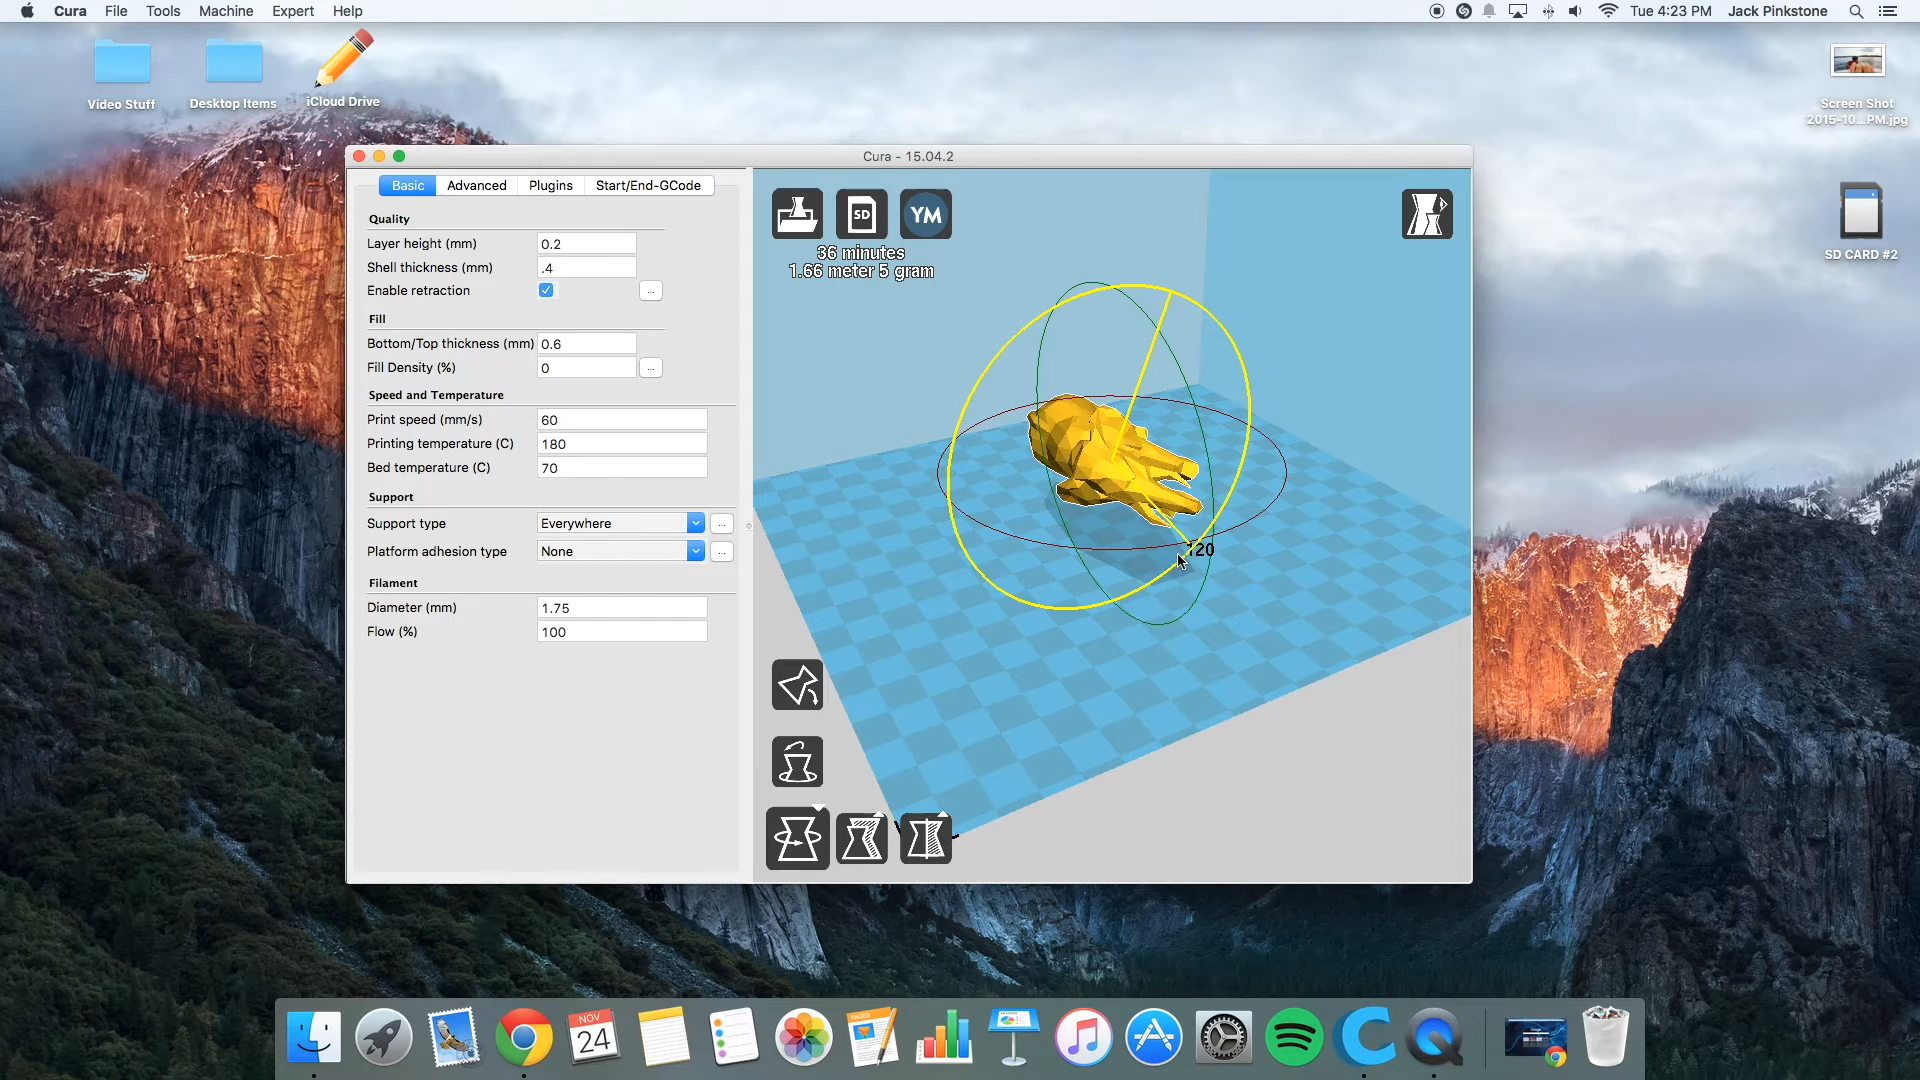 Cura File Tools Machine Expert Help
Tue 4:23 PM Jack Pinkstone
Video Stuff
Desktop Items
iCloud Drive
Screen Shot
2015-10...PM.jpg
SD CARD #2
Cura - 15.04.2
Basic Advanced Plugins Start/End-GCode
Quality
Layer height (mm) 0.2
Shell thickness (mm) .4
Enable retraction ...
Fill
Bottom/Top thickness (mm) 0.6
Fill Density (%) 0 ...
Speed and Temperature
Print speed (mm/s) 60
Printing temperature (C) 180
Bed temperature (C) 70
Support
Support type Everywhere ...
Platform adhesion type None ...
Filament
Diameter (mm) 1.75
Flow (%) 100
SD YM
36 minutes
1.66 meter 5 gram
120
NOV
24